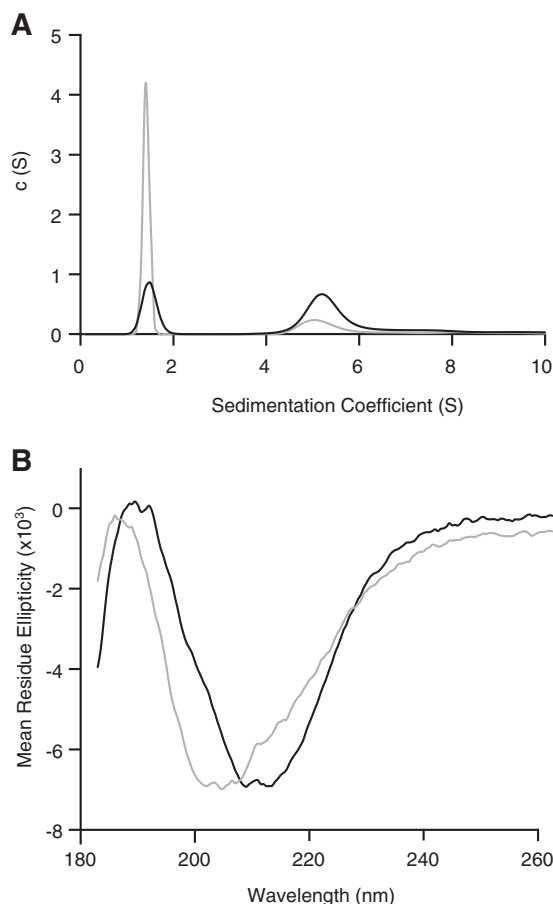 A
5
4
3
2
1
0
c (S)
0 2 4 6 8 10
Sedimentation Coefficient (S)
B
0
-2
-4
-6
-8
Mean Residue Ellipticity (x10³)
180 200 220 240 260
Wavelength (nm)